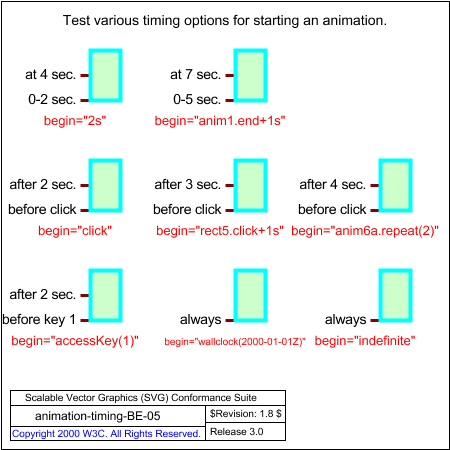 Test various timing options for starting an animation.
at 4 sec.
0-2 sec.
begin="2s"
at 7 sec.
0-5 sec.
begin="anim1.end+1s"
after 2 sec.
before click
begin="click"
after 3 sec.
before click
begin="rect5.click+1s"
after 4 sec.
before click
begin="anim6a.repeat(2)"
after 2 sec.
before key 1
begin="accessKey(1)"
always
begin="wallclock(2000-01-01Z)"
always
begin="indefinite"
Scalable Vector Graphics (SVG) Conformance Suite
animation-timing-BE-05
$Revision: 1.8 $
Copyright 2000 W3C. All Rights Reserved.
Release 3.0